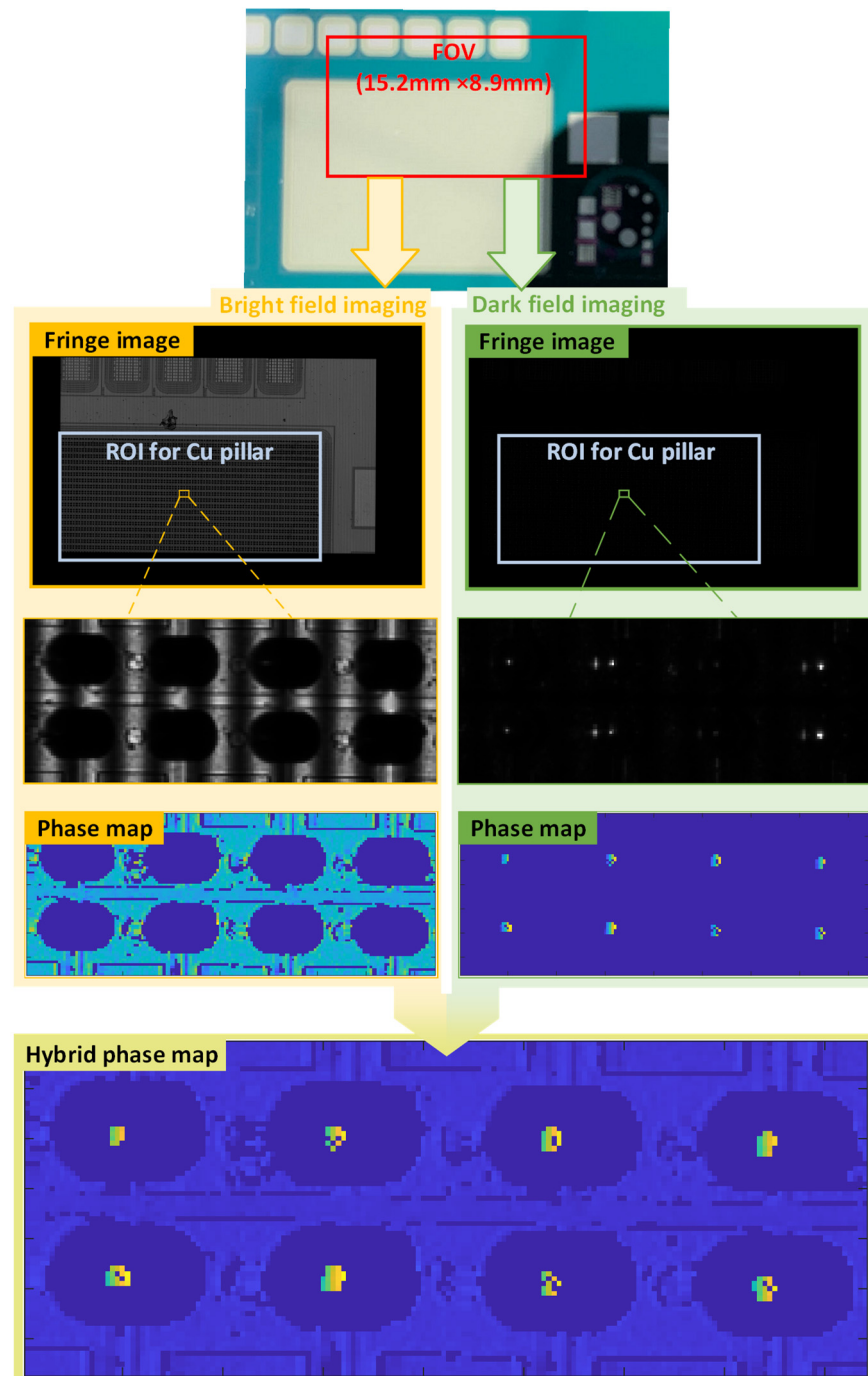 FOV
(15.2mm ×8.9mm)
Bright field imaging
Dark field imaging
Fringe image
Fringe image
ROI for Cu pillar
ROI for Cu pillar
Phase map
Phase map
Hybrid phase map